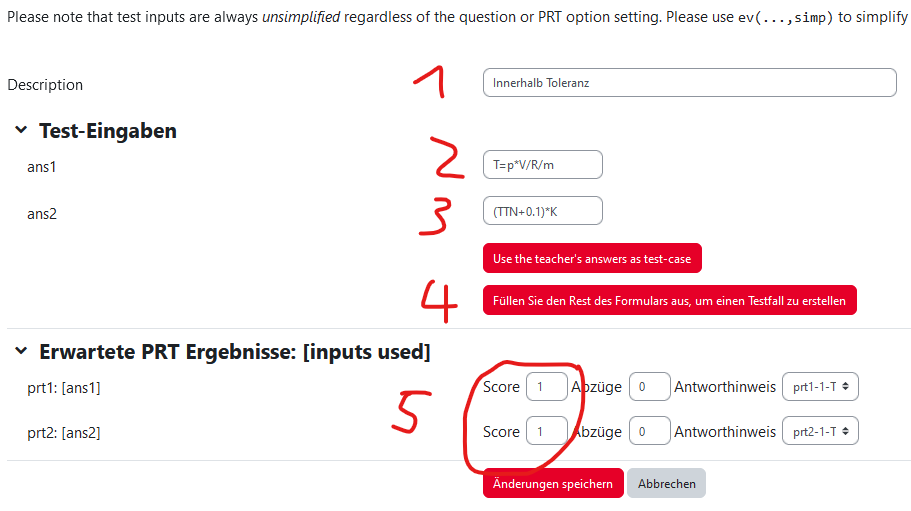 Please note that test inputs are always unsimplified regardless of the question or PRT option setting. Please use ev(...,simp) to simplify
Description 1 Innerhalb Toleranz
Test-Eingaben
ans1 2 T=p*V/R/m
ans2 3 (TTN+0.1)*K
Use the teacher's answers as test-case
4 Füllen Sie den Rest des Formulars aus, um einen Testfall zu erstellen
Erwartete PRT Ergebnisse: [inputs used]
prt1: [ans1] Score 1 Abzüge 0 Antworthinweis prt1-1-T
5
prt2: [ans2] Score 1 Abzüge 0 Antworthinweis prt2-1-T
Änderungen speichern Abbrechen